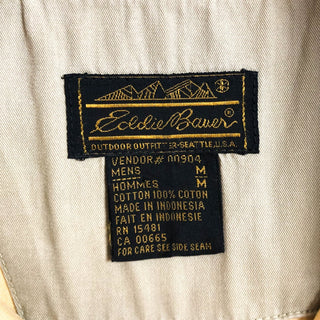 Eddie Bauer®
OUTDOOR OUTFITTER-SEATTLE, U.S.A.
VENDOR# 00904
MENS M
HOMMES M
COTTON 100% COTON
MADE IN INDONESIA
FAIT EN INDONESIE
RN 15481
CA 00665
FOR CARE SEE SIDE SEAM